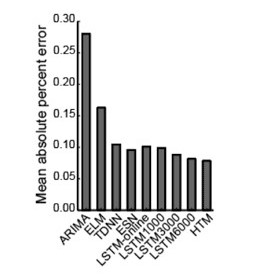 Mean absolute percent error
0.30
0.25
0.20
0.15
0.10
0.05
0.00
ARIMA
ELM
TDNN
ESN
LSTM-online
LSTM1000
LSTM3000
LSTM6000
HTM